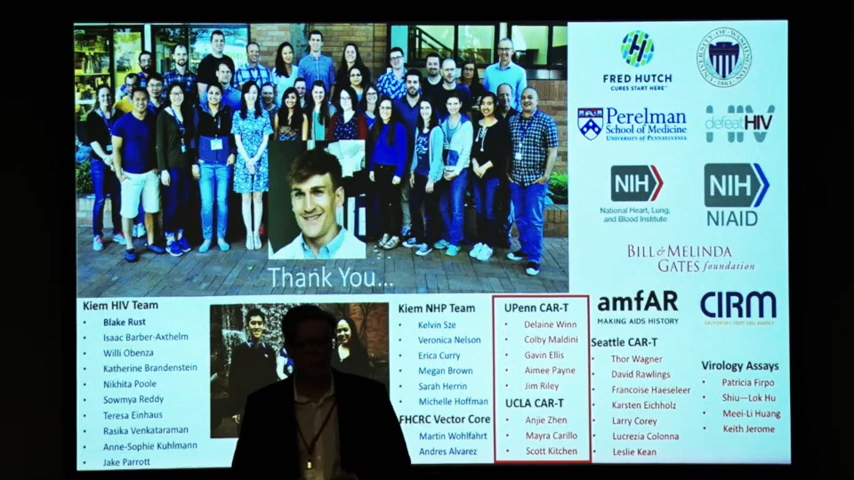 Thank You...
FRED HUTCH
CURES START HERE
UNIVERSITY OF WASHINGTON
Perelman
School of Medicine
UNIVERSITY OF PENNSYLVANIA
defeatHIV
NIH
National Heart, Lung,
and Blood Institute
NIH
NIAID
BILL & MELINDA
GATES foundation
amfAR
MAKING AIDS HISTORY
CIRM
Kiem HIV Team
• Blake Rust
• Isaac Barber-Axthelm
• Willi Obenza
• Katherine Brandenstein
• Nikhita Poole
• Sowmya Reddy
• Teresa Einhaus
• Rasika Venkataraman
• Anne-Sophie Kuhlmann
• Jake Parrott
Kiem NHP Team
• Kelvin Sze
• Veronica Nelson
• Erica Curry
• Megan Brown
• Sarah Herrin
• Michelle Hoffman
FHCRC Vector Core
Martin Wohlfahrt
Andres Alvarez
UPenn CAR-T
• Delaine Winn
• Colby Maldini
• Gavin Ellis
• Aimee Payne
• Jim Riley
UCLA CAR-T
• Anjie Zhen
• Mayra Carillo
• Scott Kitchen
Seattle CAR-T
• Thor Wagner
• David Rawlings
• Francoise Haeseleer
• Karsten Eichholz
• Larry Corey
• Lucrezia Colonna
• Leslie Kean
Virology Assays
• Patricia Firpo
• Shiu—Lok Hu
• Meei-Li Huang
• Keith Jerome